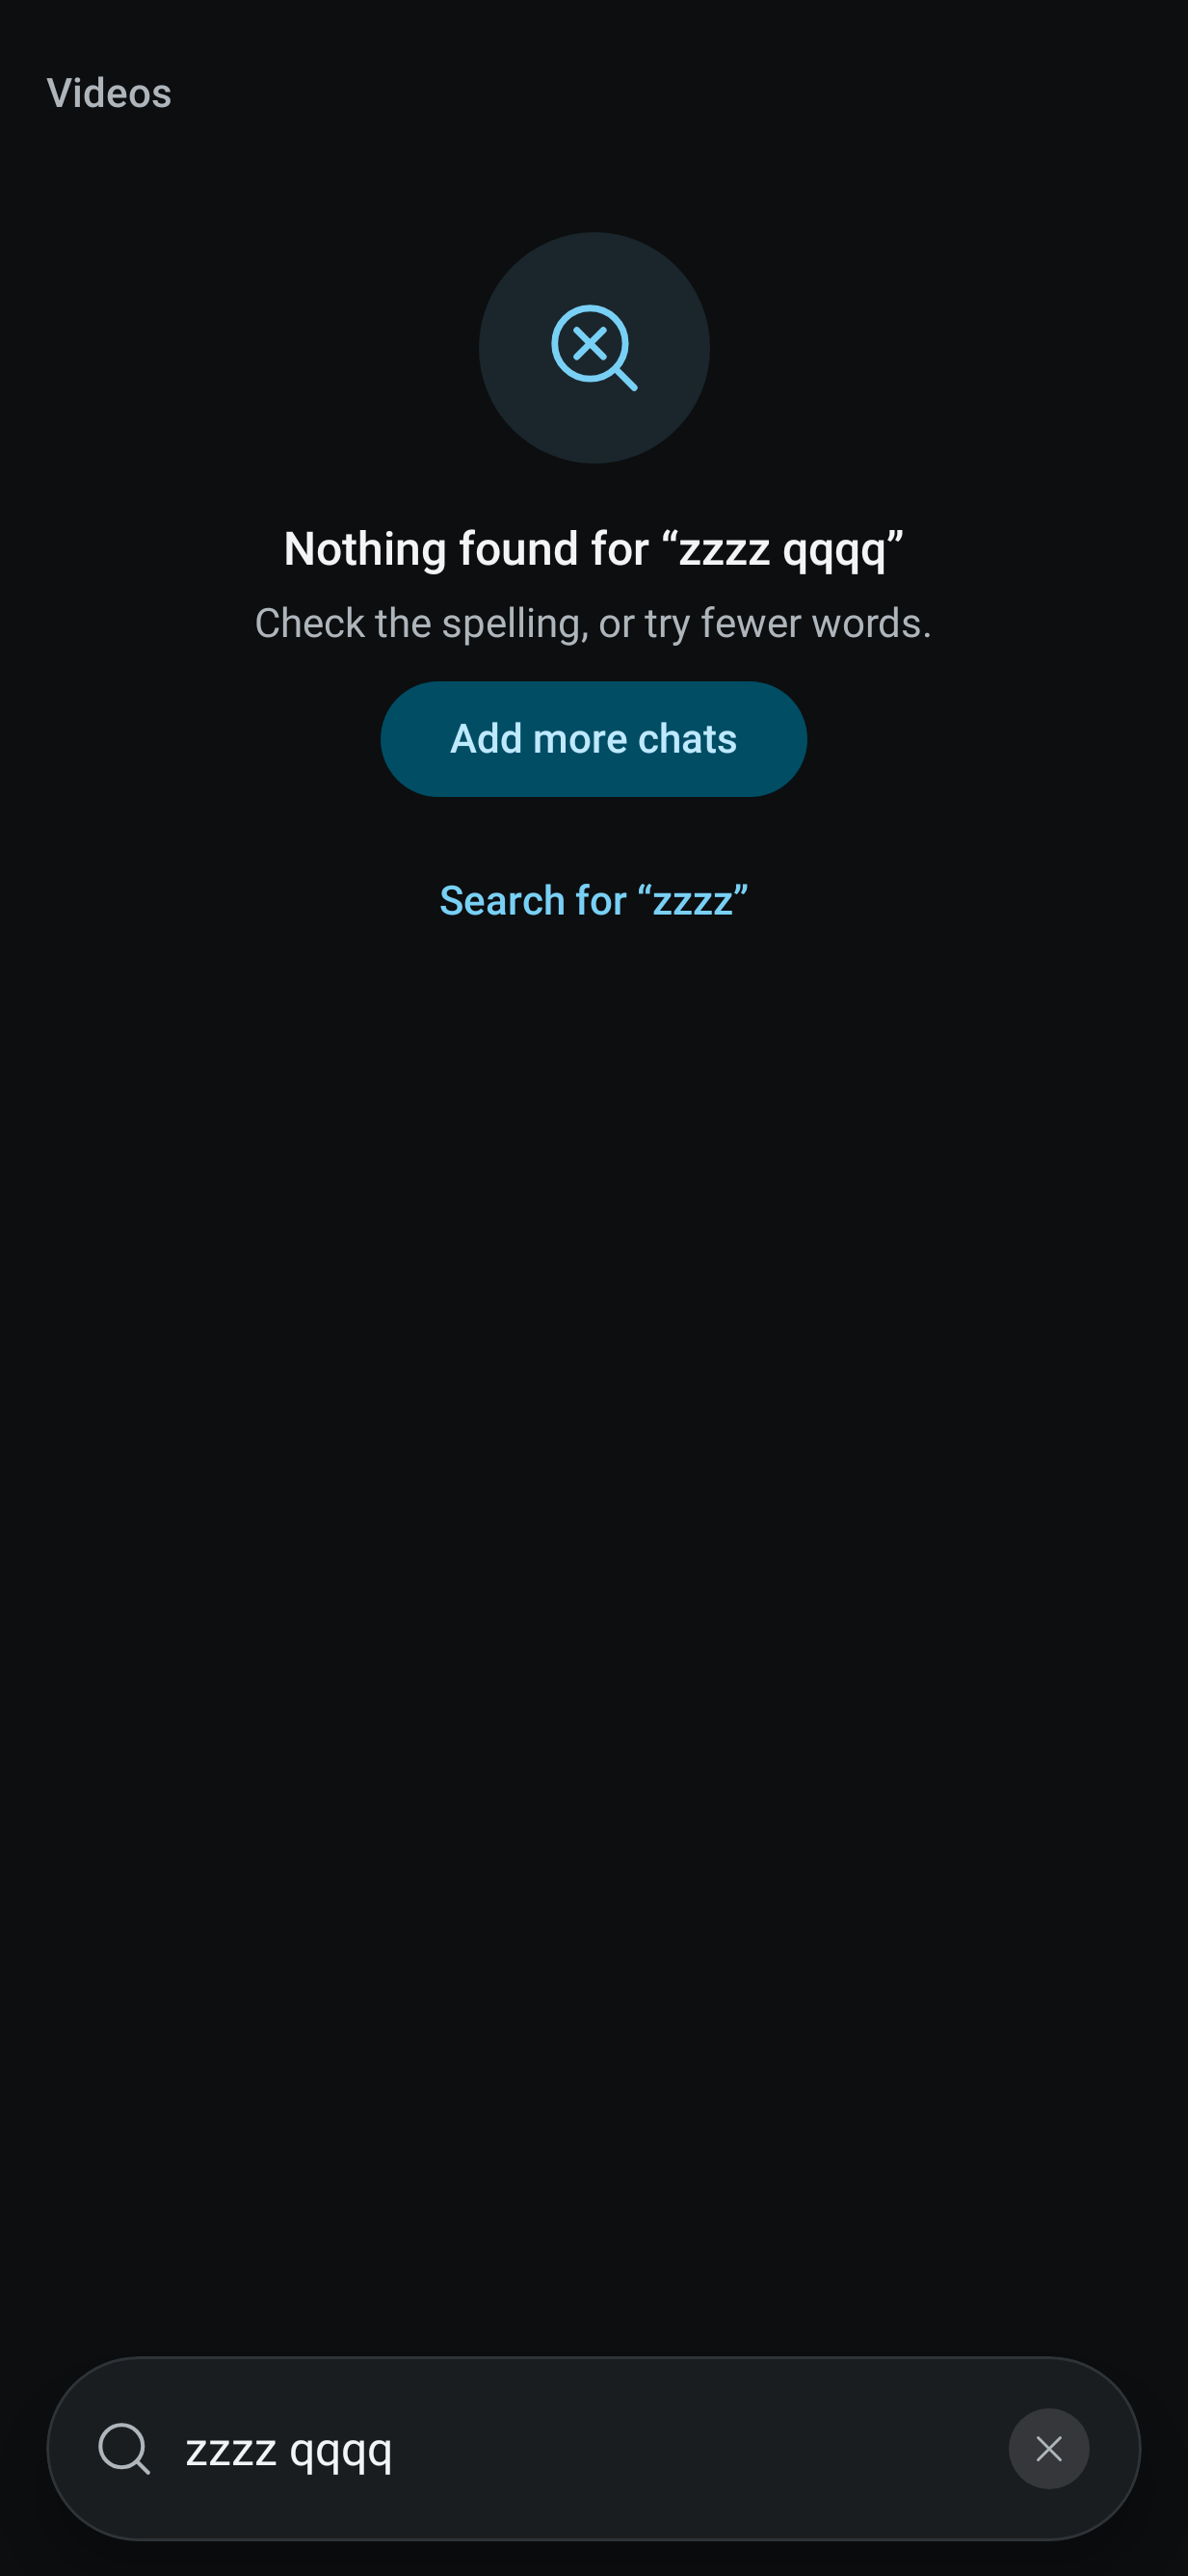 Videos
Nothing found for “zzzz qqqq”
Check the spelling, or try fewer words.
Add more chats
Search for “zzzz”
zzzz qqqq